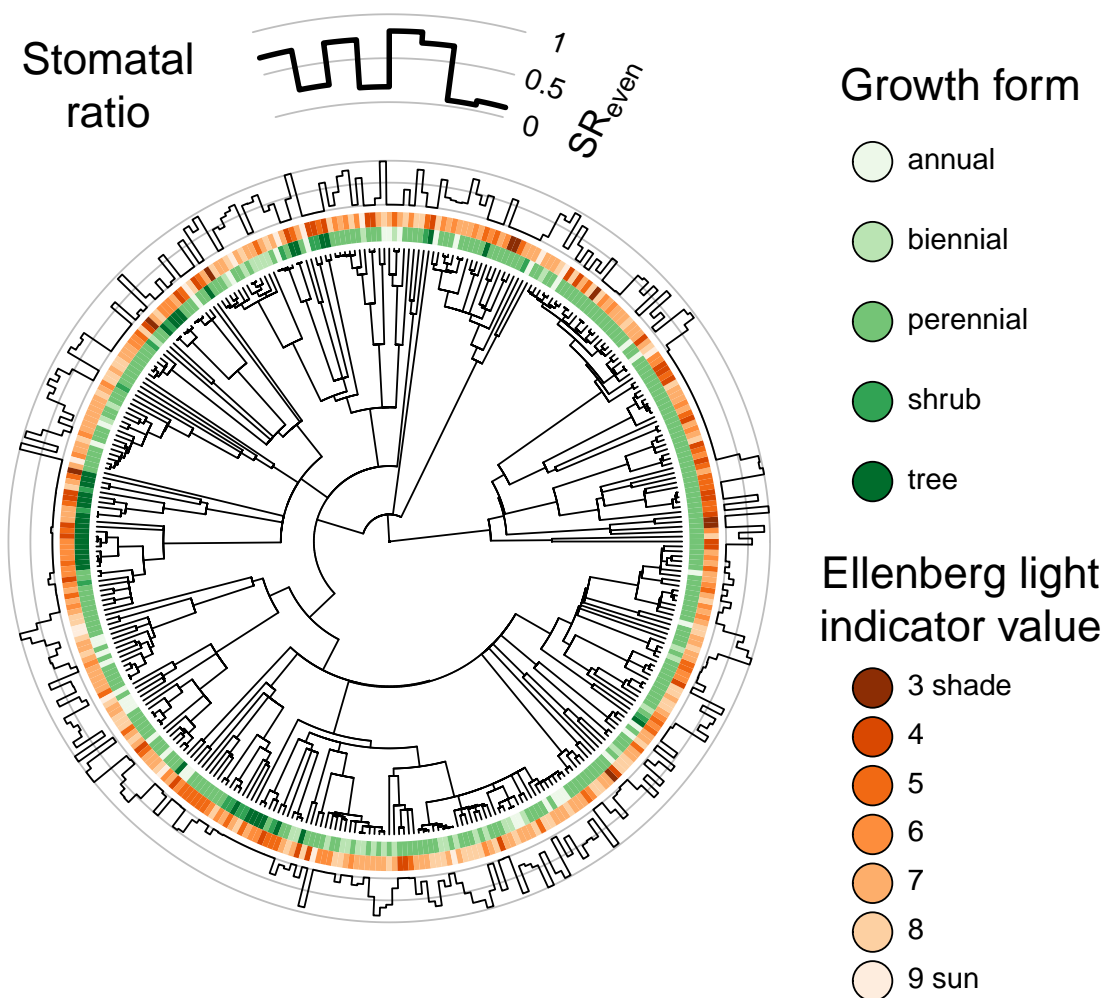 Stomatal
ratio
1
0.5
0
SReven
Growth form
annual
biennial
perennial
shrub
tree
Ellenberg light
indicator value
3 shade
4
5
6
7
8
9 sun